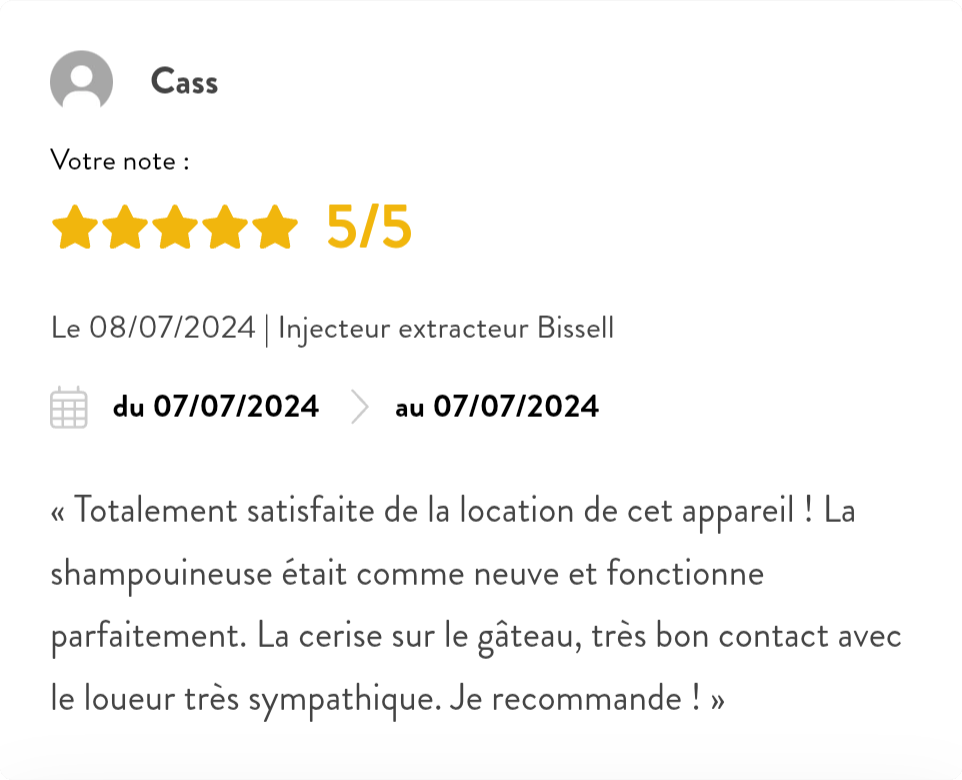 Cass
Votre note :
5/5
Le 08/07/2024 | Injecteur extracteur Bissell
du 07/07/2024 au 07/07/2024
« Totalement satisfaite de la location de cet appareil ! La
shampouineuse était comme neuve et fonctionne
parfaitement. La cerise sur le gâteau, très bon contact avec
le loueur très sympathique. Je recommande ! »